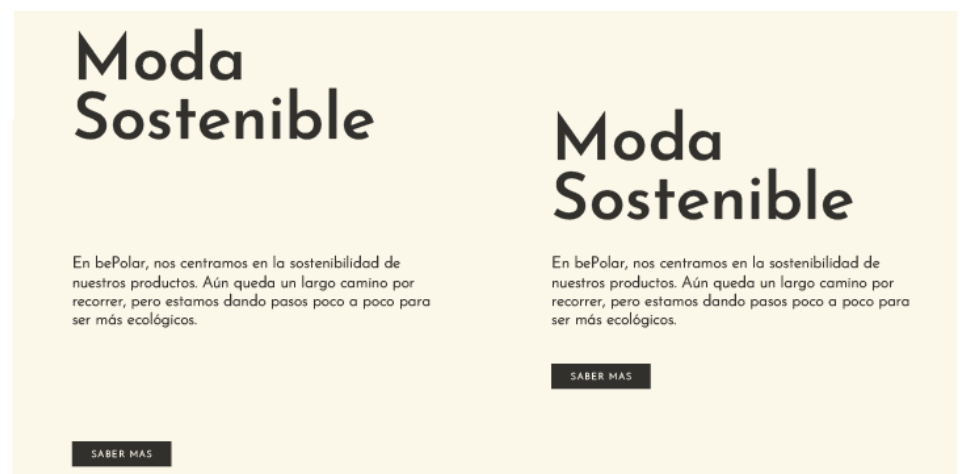 Moda
Sostenible
En bePolar, nos centramos en la sostenibilidad de
nuestros productos. Aún queda un largo camino por
recorrer, pero estamos dando pasos poco a poco para
ser más ecológicos.
SABER MAS
Moda
Sostenible
En bePolar, nos centramos en la sostenibilidad de
nuestros productos. Aún queda un largo camino por
recorrer, pero estamos dando pasos poco a poco para
ser más ecológicos.
SABER MAS